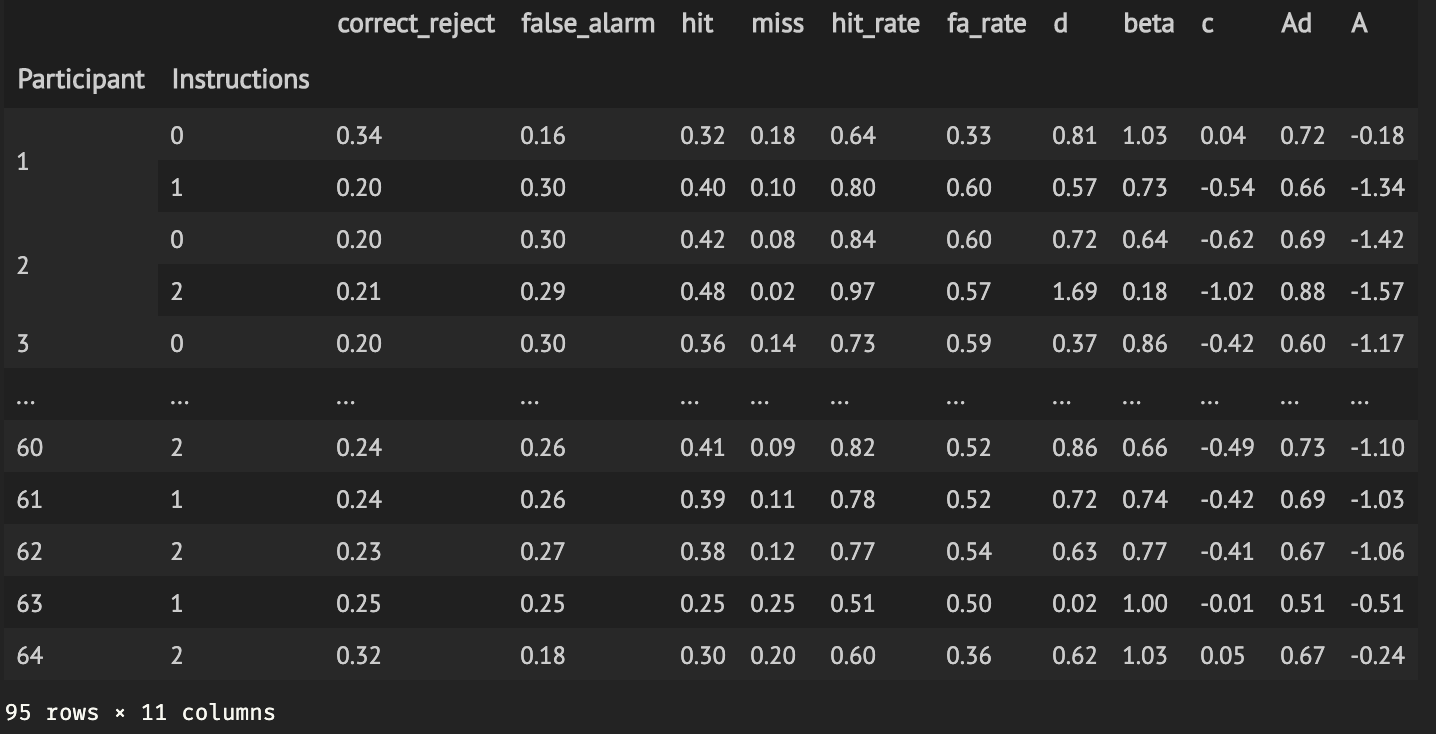 correct_reject false_alarm hit miss hit_rate fa_rate d beta c Ad A
Participant Instructions
1 0 0.34 0.16 0.32 0.18 0.64 0.33 0.81 1.03 0.04 0.72 -0.18
1 0.20 0.30 0.40 0.10 0.80 0.60 0.57 0.73 -0.54 0.66 -1.34
2 0 0.20 0.30 0.42 0.08 0.84 0.60 0.72 0.64 -0.62 0.69 -1.42
2 0.21 0.29 0.48 0.02 0.97 0.57 1.69 0.18 -1.02 0.88 -1.57
3 0 0.20 0.30 0.36 0.14 0.73 0.59 0.37 0.86 -0.42 0.60 -1.17
... ... ... ... ... ... ... ... ... ... ... ... ...
60 2 0.24 0.26 0.41 0.09 0.82 0.52 0.86 0.66 -0.49 0.73 -1.10
61 1 0.24 0.26 0.39 0.11 0.78 0.52 0.72 0.74 -0.42 0.69 -1.03
62 2 0.23 0.27 0.38 0.12 0.77 0.54 0.63 0.77 -0.41 0.67 -1.06
63 1 0.25 0.25 0.25 0.25 0.51 0.50 0.02 1.00 -0.01 0.51 -0.51
64 2 0.32 0.18 0.30 0.20 0.60 0.36 0.62 1.03 0.05 0.67 -0.24
95 rows × 11 columns